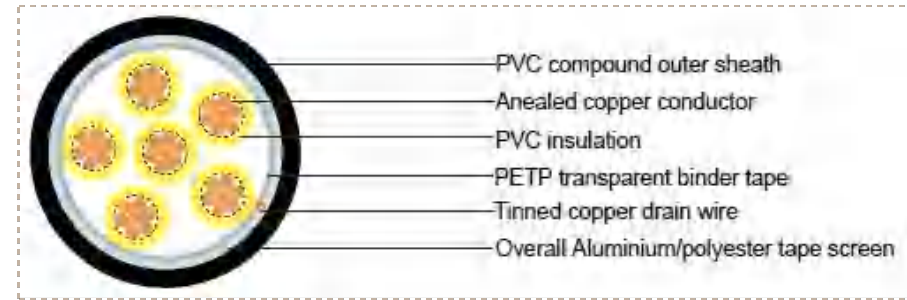 PVC compound outer sheath
Anealed copper conductor
PVC insulation
PETP transparent binder tape
Tinned copper drain wire
Overall Aluminium/polyester tape screen